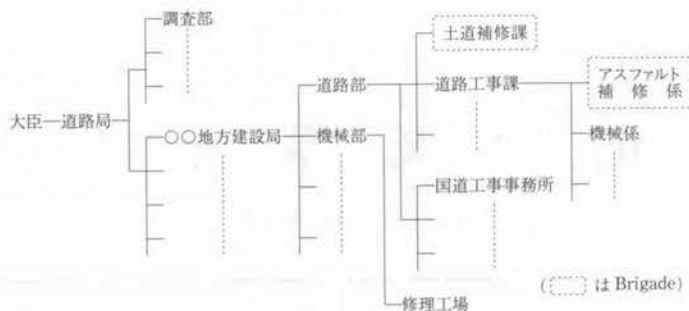 調査部
土道補修課
アスファルト
補修係
道路部
道路工事課
大臣―道路局
○○地方建設局
機械部
機械係
国道工事事務所
( は Brigade)
修理工場